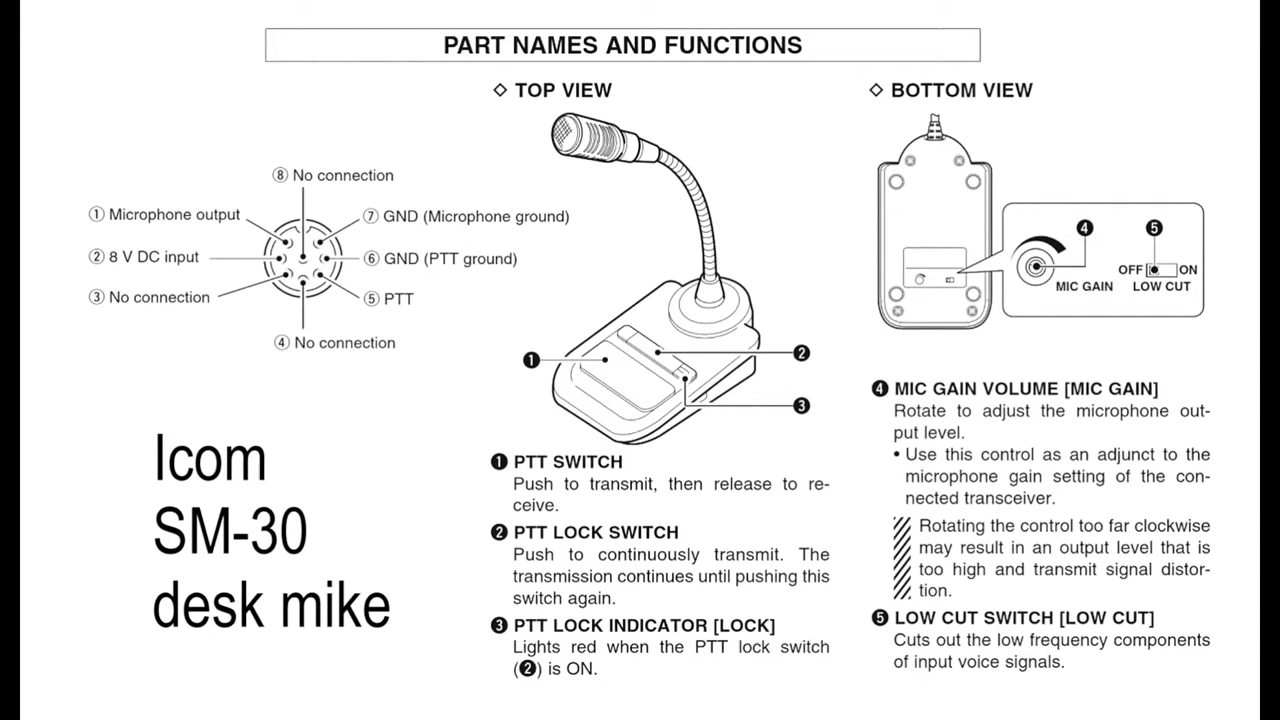 PART NAMES AND FUNCTIONS
⑧ No connection
① Microphone output
⑦ GND (Microphone ground)
② 8 V DC input
⑥ GND (PTT ground)
③ No connection
⑤ PTT
④ No connection
Icom
SM-30
desk mike
◇ TOP VIEW
❶
❷
❸
❶ PTT SWITCH
Push to transmit, then release to re-
ceive.
❷ PTT LOCK SWITCH
Push to continuously transmit. The
transmission continues until pushing this
switch again.
❸ PTT LOCK INDICATOR [LOCK]
Lights red when the PTT lock switch
(❷) is ON.
◇ BOTTOM VIEW
❹ ❺
OFF ON
MIC GAIN LOW CUT
❹ MIC GAIN VOLUME [MIC GAIN]
Rotate to adjust the microphone out-
put level.
• Use this control as an adjunct to the
microphone gain setting of the con-
nected transceiver.
Rotating the control too far clockwise
may result in an output level that is
too high and transmit signal distor-
tion.
❺ LOW CUT SWITCH [LOW CUT]
Cuts out the low frequency components
of input voice signals.